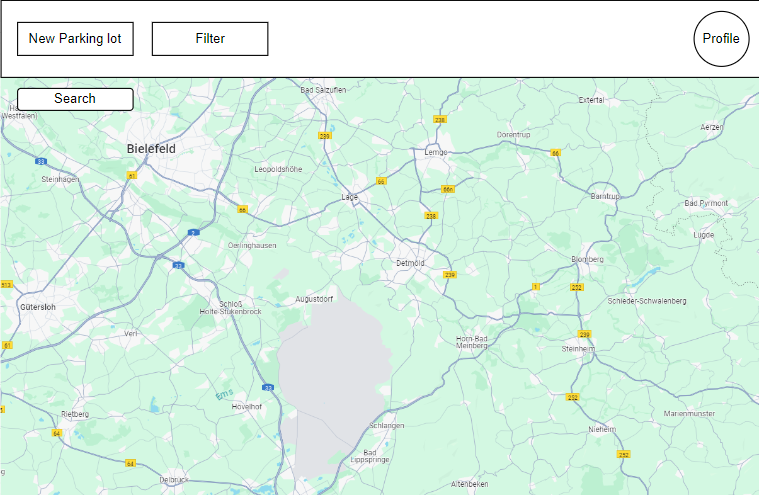 New Parking lot
Filter
Profile
Search
Bad Salzuflen
Extertal
Westfalen)
239
238
Dörentrup
Aerzen
Bielefeld
Lemgo
66
33
Leopoldshöhe
Steinhagen
61
66
66n
Lage
Barntrup
Bad Pyrmont
66
238
Lügde
2
Oerlinghausen
Detmold
Blomberg
33
239
513
1
252
Gütersloh
Augustdorf
Schieder-Schwalenberg
Schloß
Holte-Stukenbrock
Verl
239
Horn-Bad
Meinberg
61
Steinheim
33
Ems
252
Hövelhof
Rietberg
Marienmünster
Schlangen
Nieheim
64
Bad
Lippspringe
252
64
Delbrück
Altenbeken